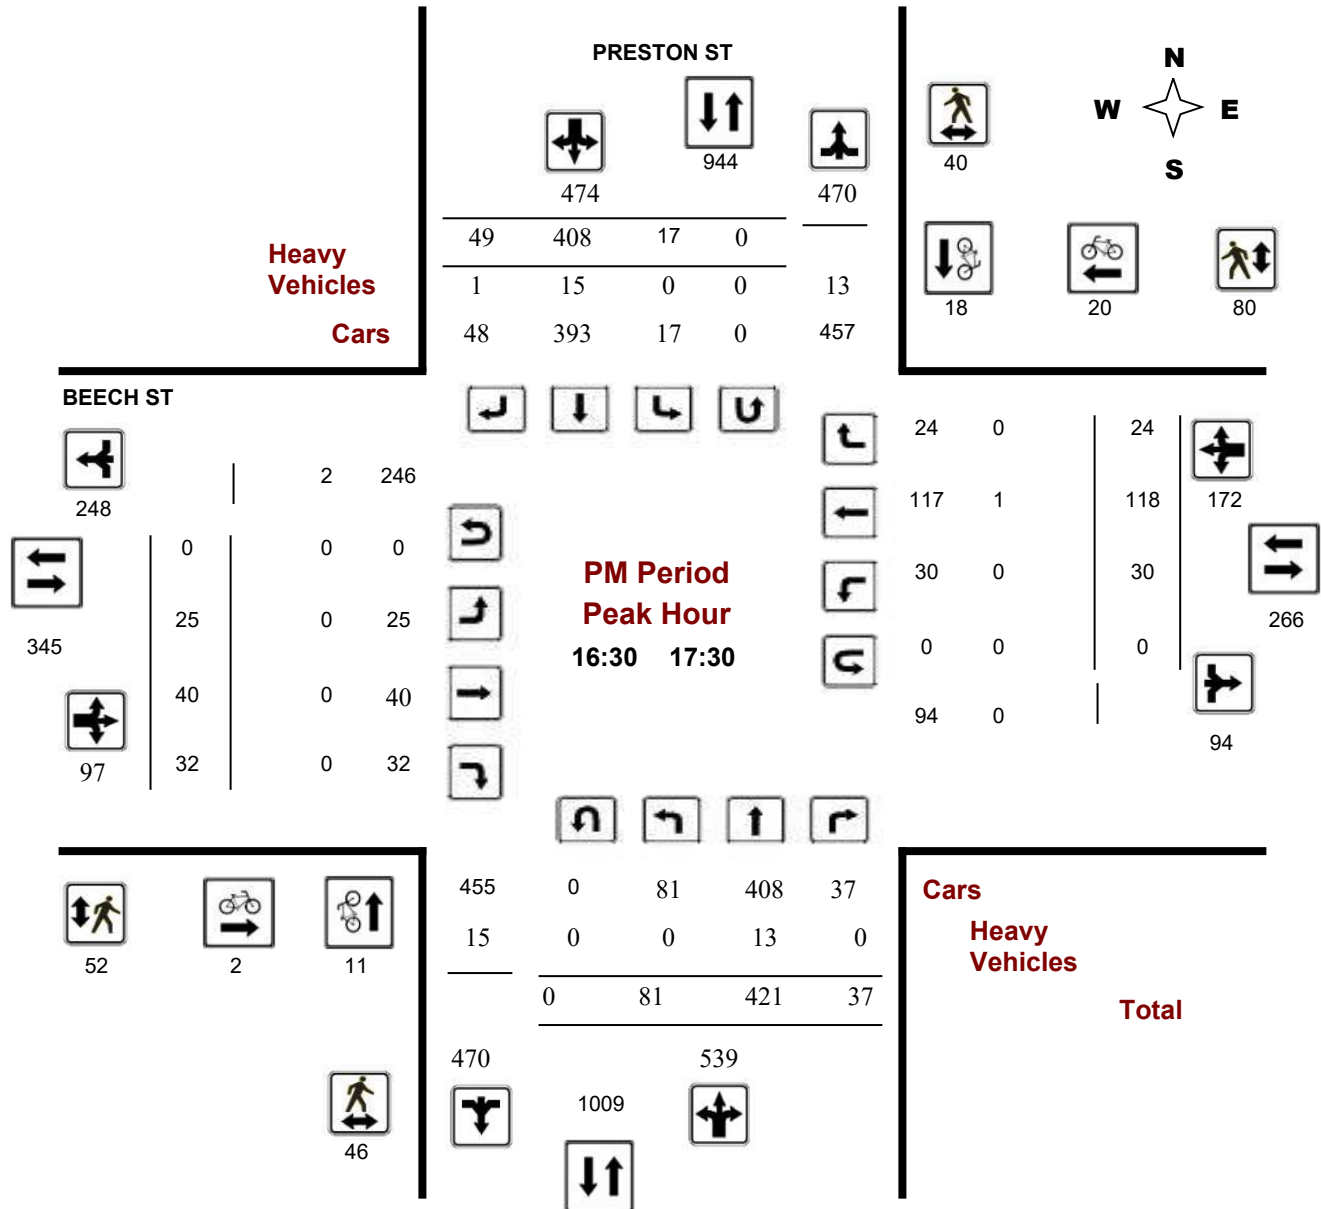 PRESTON ST
N
W E
S
944
40
474 470
49 408 17 0
Heavy
Vehicles
1 15 0 0 13
18 20 80
Cars
48 393 17 0 457
BEECH ST
24 0 24
2 246
248
117 1 118 172
0 0 0
PM Period
30 0 30
Peak Hour
25 0 25
266
345
16:30 17:30
0 0 0
40 0 40
94 0
94
97 32 0 32
455 0 81 408 37
Cars
15 0 0 13 0
Heavy
Vehicles
52 2 11
0 81 421 37
Total
470 539
1009
46